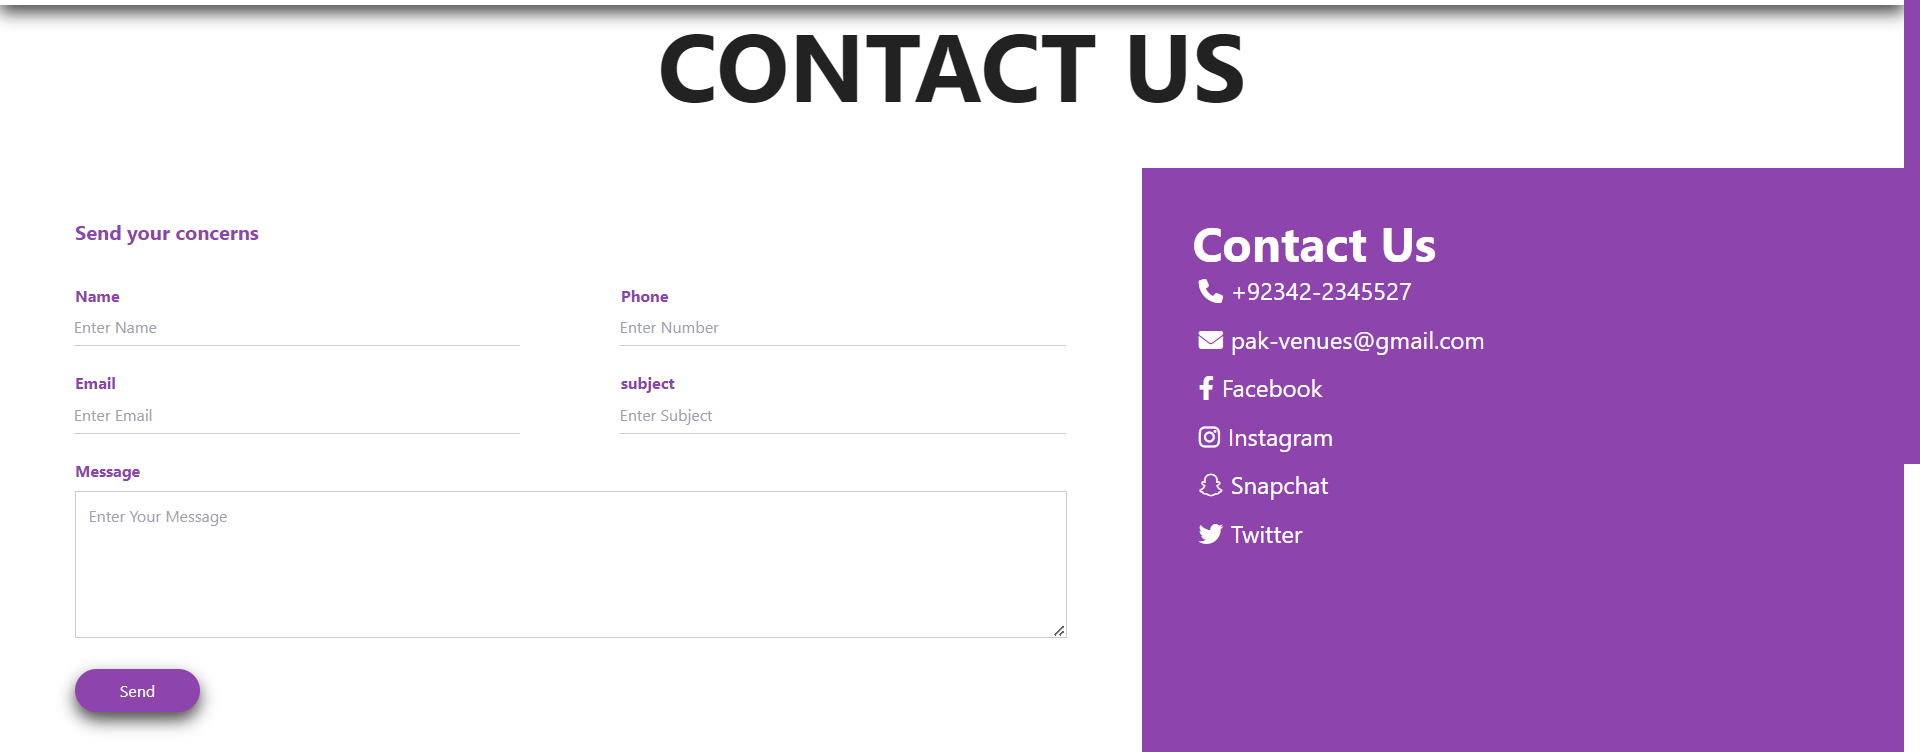 CONTACT US
Send your concerns
Name
Phone
Enter Name
Enter Number
Email
subject
Enter Email
Enter Subject
Message
Enter Your Message
Send
Contact Us
+92342-2345527
pak-venues@gmail.com
Facebook
Instagram
Snapchat
Twitter